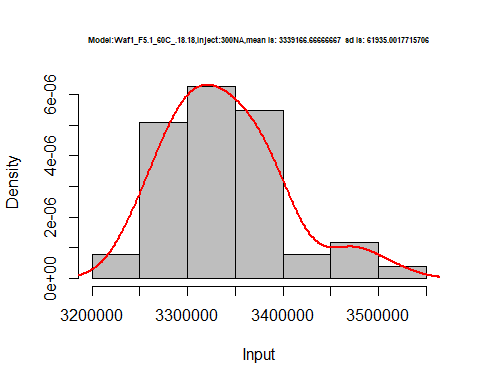 Model:Waf1_F5.1_60C_.18.18,inject:300NA,mean is: 3339166.66666667 sd is: 61935.0017715706
6e-06
4e-06
2e-06
0e+00
Density
3200000 3300000 3400000 3500000
Input